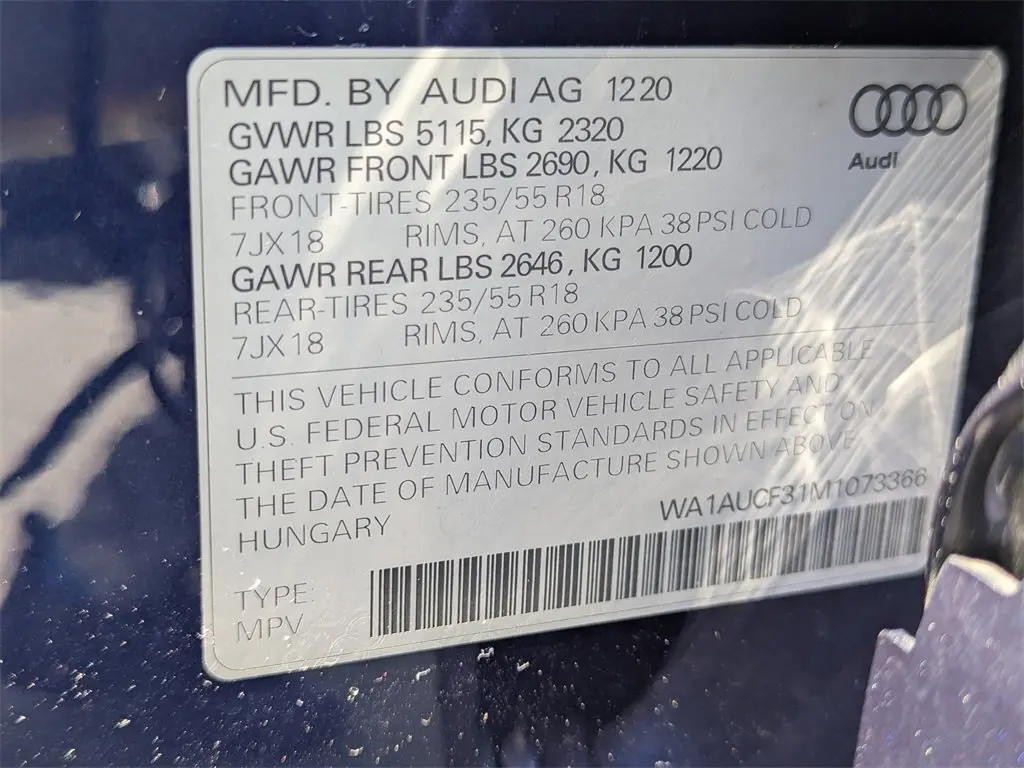 MFD. BY AUDI AG 1220
GVWR LBS 5115, KG 2320
GAWR FRONT LBS 2690, KG 1220
FRONT-TIRES 235/55 R18
7JX18 RIMS, AT 260 KPA 38 PSI COLD
GAWR REAR LBS 2646, KG 1200
REAR-TIRES 235/55 R18
7JX18 RIMS, AT 260 KPA 38 PSI COLD
Audi
THIS VEHICLE CONFORMS TO ALL APPLICABLE
U.S. FEDERAL MOTOR VEHICLE SAFETY AND
THEFT PREVENTION STANDARDS IN EFFECT ON
THE DATE OF MANUFACTURE SHOWN ABOVE
HUNGARY
WA1AUCF31M1073366
TYPE:
MPV